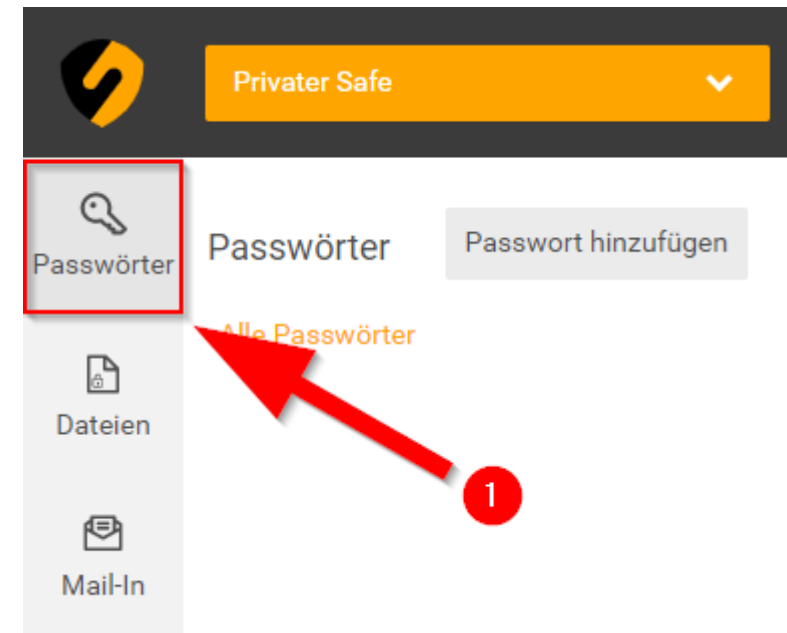 Privater Safe
Passwörter
Passwörter
Passwort hinzufügen
Alle Passwörter
Dateien
1
Mail-In